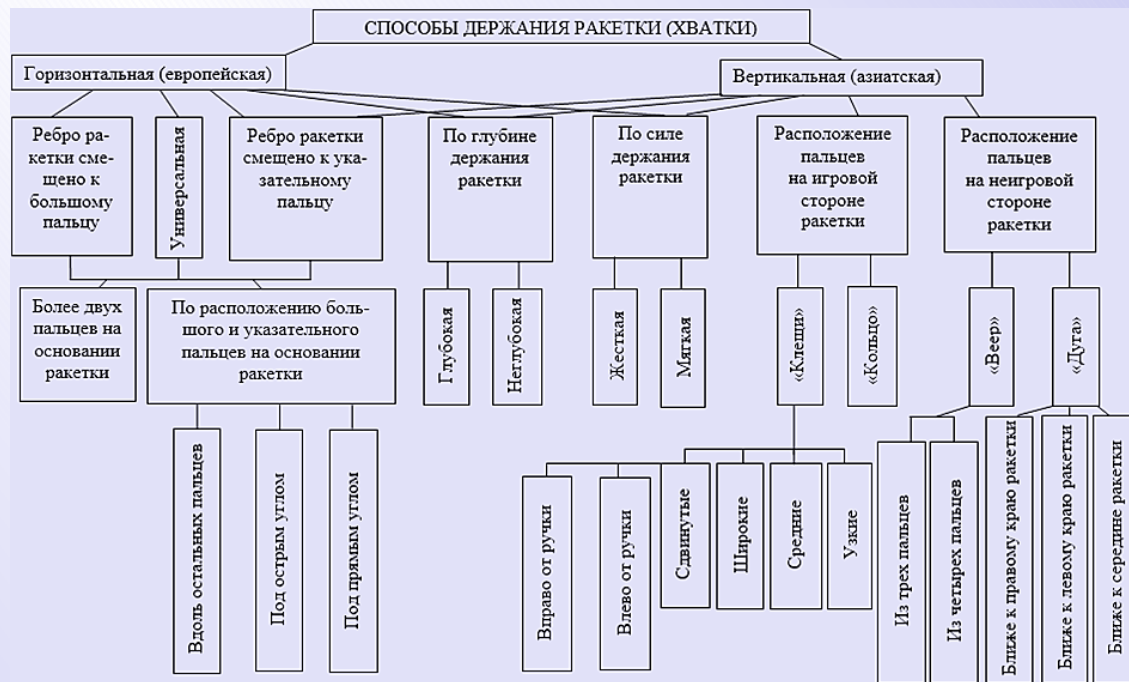 СПОСОБЫ ДЕРЖАНИЯ РАКЕТКИ (ХВАТКИ)
Горизонтальная (европейская)
Вертикальная (азиатская)
Ребро ра-
кетки сме-
щено к
большому
пальцу
Универсальная
Ребро ракетки
смещено к ука-
зательному
пальцу
По глубине
держания
ракетки
По силе
держания
ракетки
Расположение
пальцев
на игровой
стороне
ракетки
Расположение
пальцев
на неигровой
стороне
ракетки
Более двух
пальцев на
основании
ракетки
По расположению боль-
шого и указательного
пальцев на основании
ракетки
Глубокая
Неглубокая
Жесткая
Мягкая
«Клещи»
«Кольцо»
«Веер»
«Дуга»
Вдоль остальных пальцев
Под острым углом
Под прямым углом
Вправо от ручки
Влево от ручки
Сдвинутые
Широкие
Средние
Узкие
Из трех пальцев
Из четырех пальцев
Ближе к правому краю ракетки
Ближе к левому краю ракетки
Ближе к середине ракетки